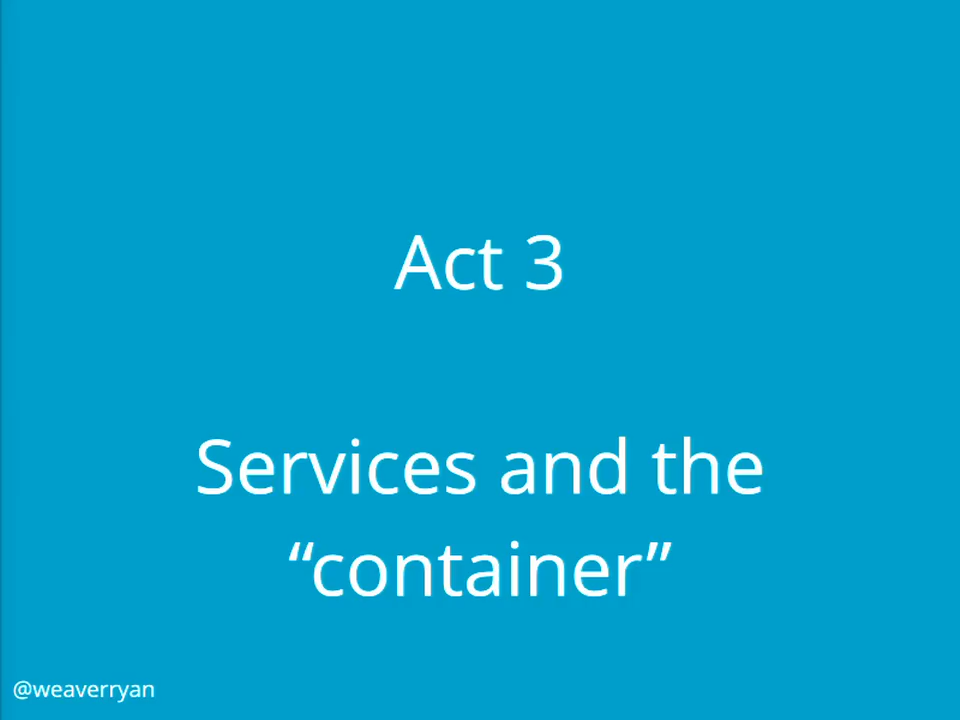 Act 3
Services and the
“container”
@weaverryan